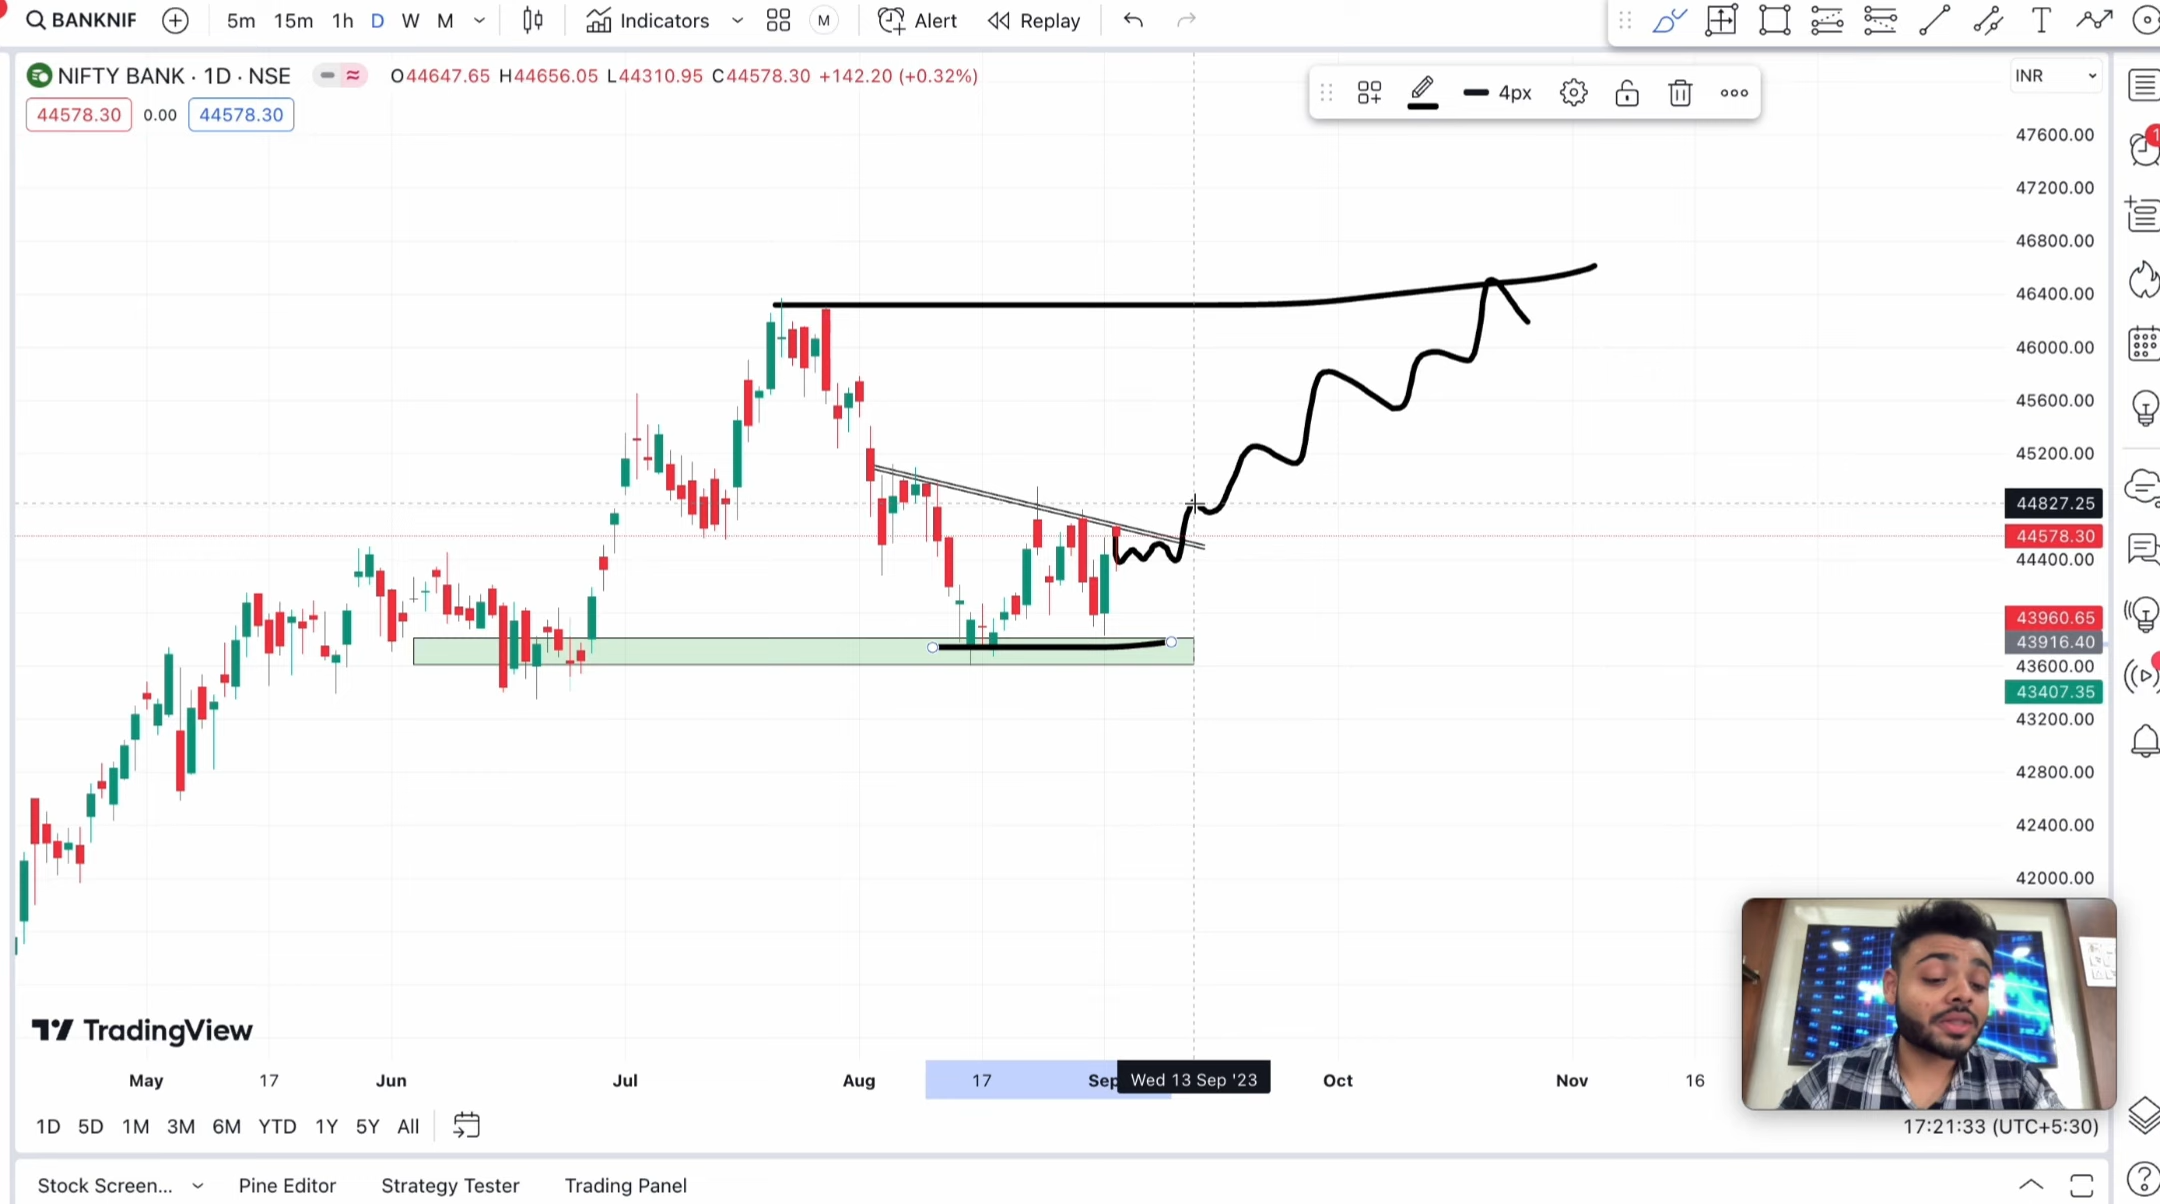 BANKNIF 5m 15m 1h D W M Indicators M Alert Replay
NIFTY BANK · 1D · NSE O44647.65 H44656.05 L44310.95 C44578.30 +142.20 (+0.32%)
44578.30 0.00 44578.30
4px
INR
47600.00
47200.00
46800.00
46400.00
46000.00
45600.00
45200.00
44827.25
44578.30
44400.00
43960.65
43916.40
43600.00
43407.35
43200.00
42800.00
42400.00
42000.00
1
TradingView
May 17 Jun Jul Aug 17 Sep Wed 13 Sep '23 Oct Nov 16
1D 5D 1M 3M 6M YTD 1Y 5Y All 17:21:33 (UTC+5:30)
Stock Screen... Pine Editor Strategy Tester Trading Panel